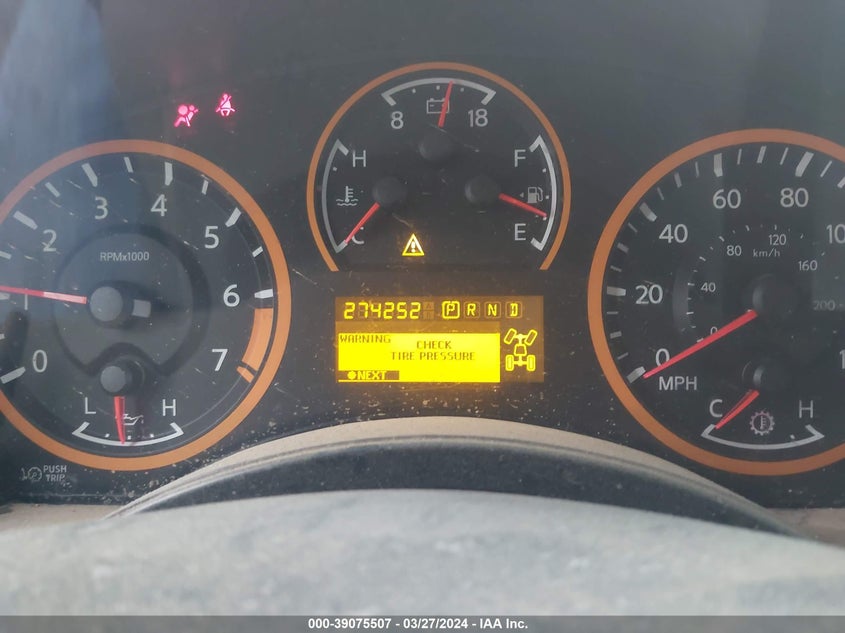 8 18
H F
C E
1 2 3 4 5 6 7 0
RPMx1000
L H
PUSH
TRIP
274252 P R N D
WARNING
CHECK
TIRE PRESSURE
NEXT
0 20 40 60 80
MPH
40 80 120 160 200
km/h
C H
000-39075507 - 03/27/2024 - IAA Inc.